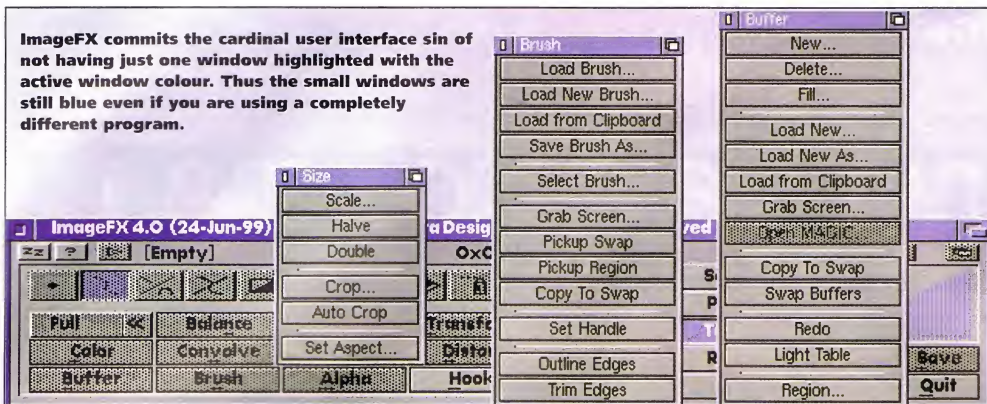 ImageFX commits the cardinal user interface sin of
not having just one window highlighted with the
active window colour. Thus the small windows are
still blue even if you are using a completely
different program.
Size
Scale...
Halve
Double
Crop...
Auto Crop
Set Aspect...
Brush
Load Brush...
Load New Brush...
Load from Clipboard
Save Brush As...
Select Brush...
Grab Screen...
Pickup Swap
Pickup Region
Copy To Swap
Set Handle
Outline Edges
Trim Edges
Buffer
New...
Delete...
Fill...
Load New...
Load New As...
Load from Clipboard
Grab Screen...
Open MAGIC
Copy To Swap
Swap Buffers
Redo
Light Table
Region...
ImageFX 4.0 (24-Jun-99)
[Empty]
Full Balance
Color Convolve
Buffer Brush Alpha Hook
Save
Quit